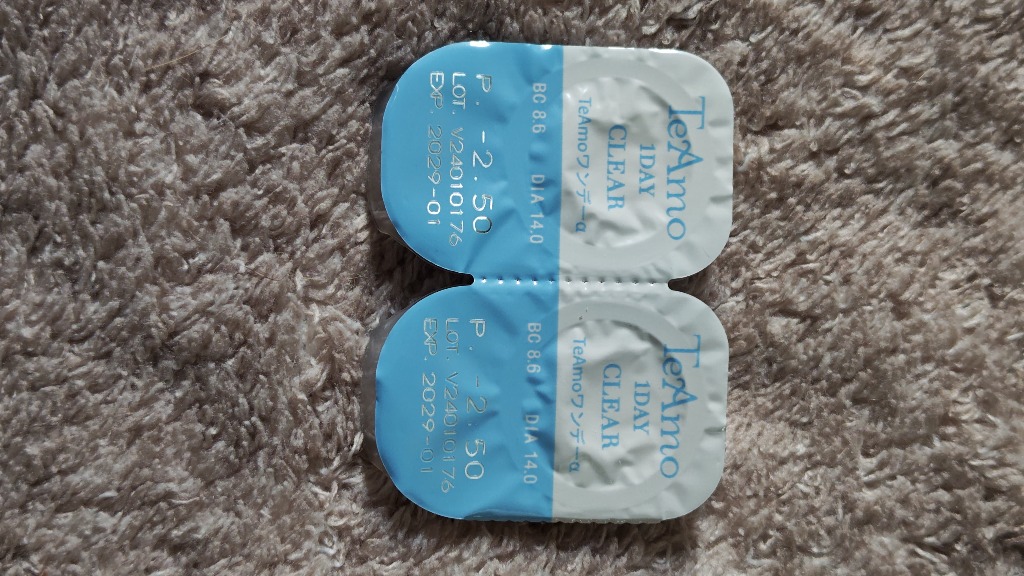 TeAmo
1DAY
CLEAR
TeAmoワンデーα
BC 8.6 DIA 14.0
P. -2.50
LOT. V24010176
EXP. 2029-01
TeAmo
1DAY
CLEAR
TeAmoワンデーα
BC 8.6 DIA 14.0
P. -2.50
LOT. V24010176
EXP. 2029-01